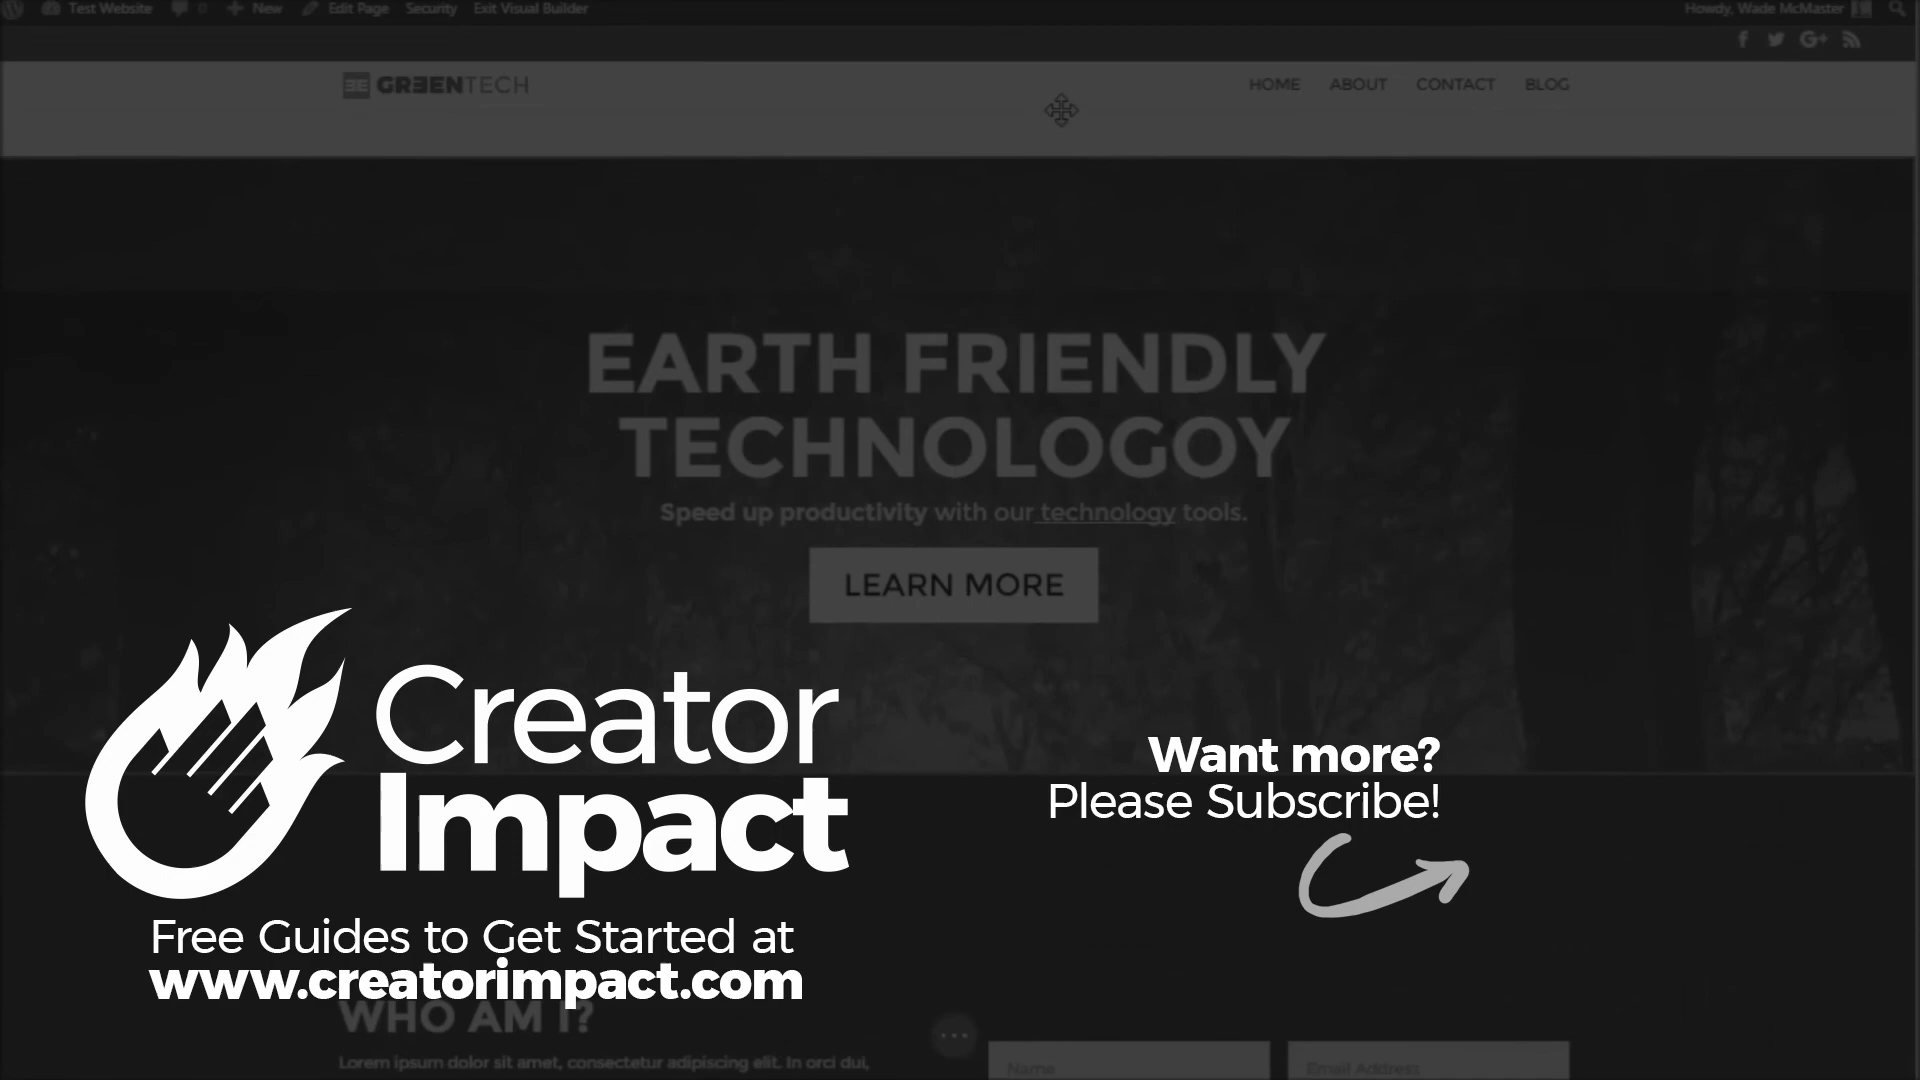 Test Website 0 New Edit Page Security Exit Visual Builder Howdy, Wade McMaster
GREENTECH HOME ABOUT CONTACT BLOG
EARTH FRIENDLY
TECHNOLOGOY
Speed up productivity with our technology tools.
LEARN MORE
Creator
Impact
Want more?
Please Subscribe!
Free Guides to Get Started at
www.creatorimpact.com
WHO AM I?
Lorem ipsum dolor sit amet, consectetur adipiscing elit. In orci dui,
Name Email Address